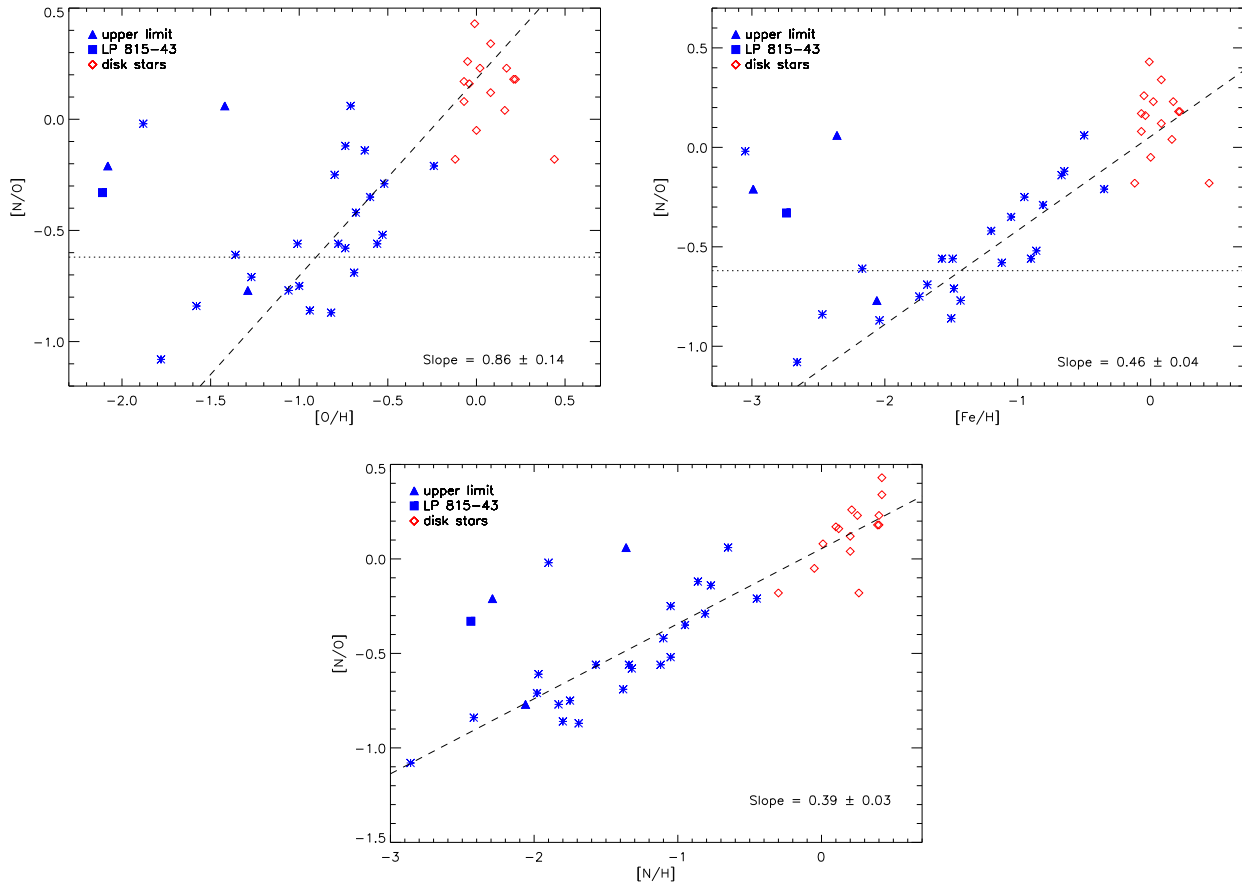 upper limit
LP 815−43
disk stars
0.5
0.0
−0.5
−1.0
[N/O]
Slope = 0.86 ± 0.14
−2.0 −1.5 −1.0 −0.5 0.0 0.5
[O/H]
upper limit
LP 815−43
disk stars
0.5
0.0
−0.5
−1.0
[N/O]
Slope = 0.46 ± 0.04
−3 −2 −1 0
[Fe/H]
upper limit
LP 815−43
disk stars
0.5
0.0
−0.5
−1.0
−1.5
[N/O]
Slope = 0.39 ± 0.03
−3 −2 −1 0
[N/H]